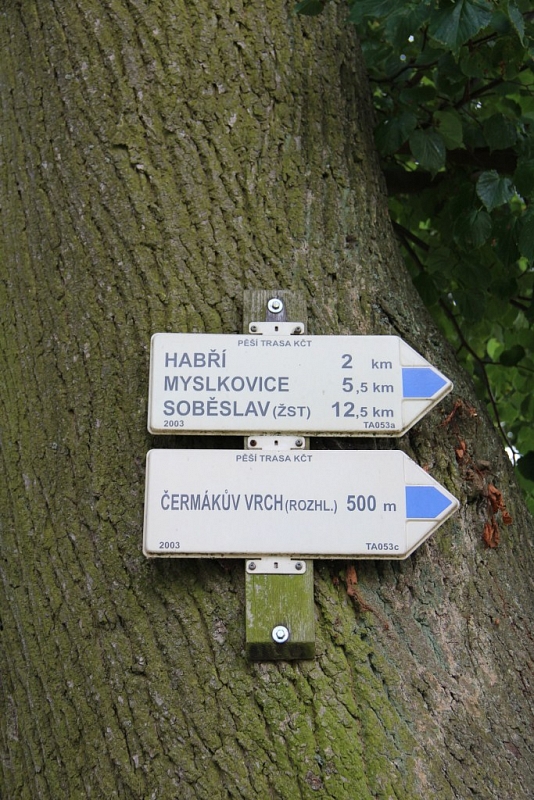 PĚŠÍ TRASA KČT
HABŘÍ 2 km
MYSLKOVICE 5,5 km
SOBĚSLAV (ŽST) 12,5 km
2003 TA053a
PĚŠÍ TRASA KČT
ČERMÁKŮV VRCH (ROZHL.) 500 m
2003 TA053c